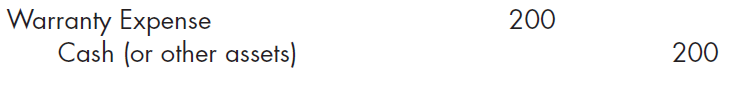 Warranty Expense 200
Cash (or other assets) 200